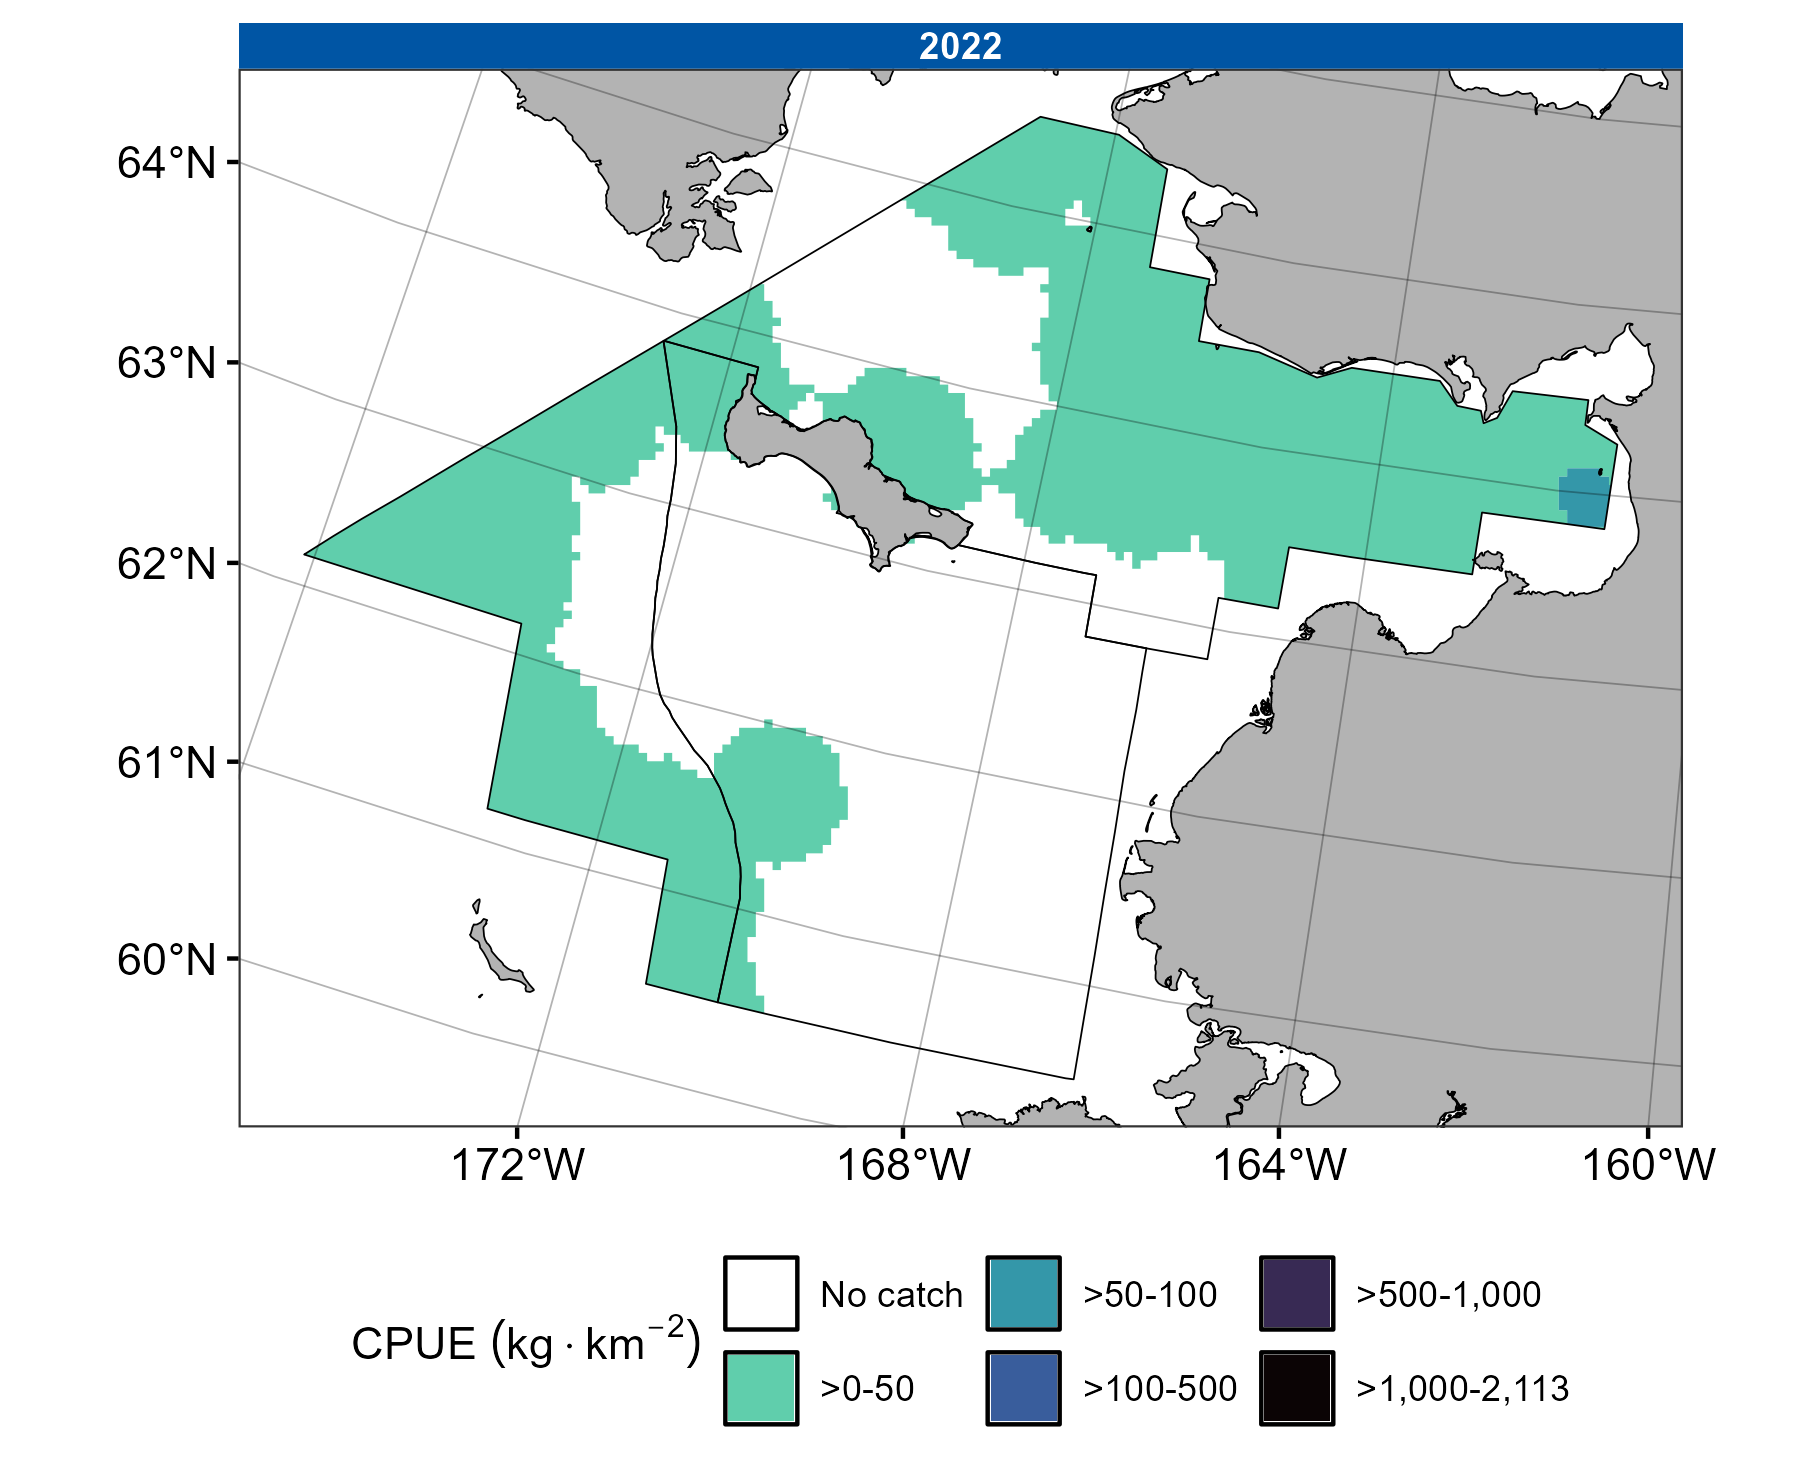 2022
64°N
63°N
62°N
61°N
60°N
172°W 168°W 164°W 160°W
CPUE (kg · km⁻²)
No catch >50-100 >500-1,000
>0-50 >100-500 >1,000-2,113